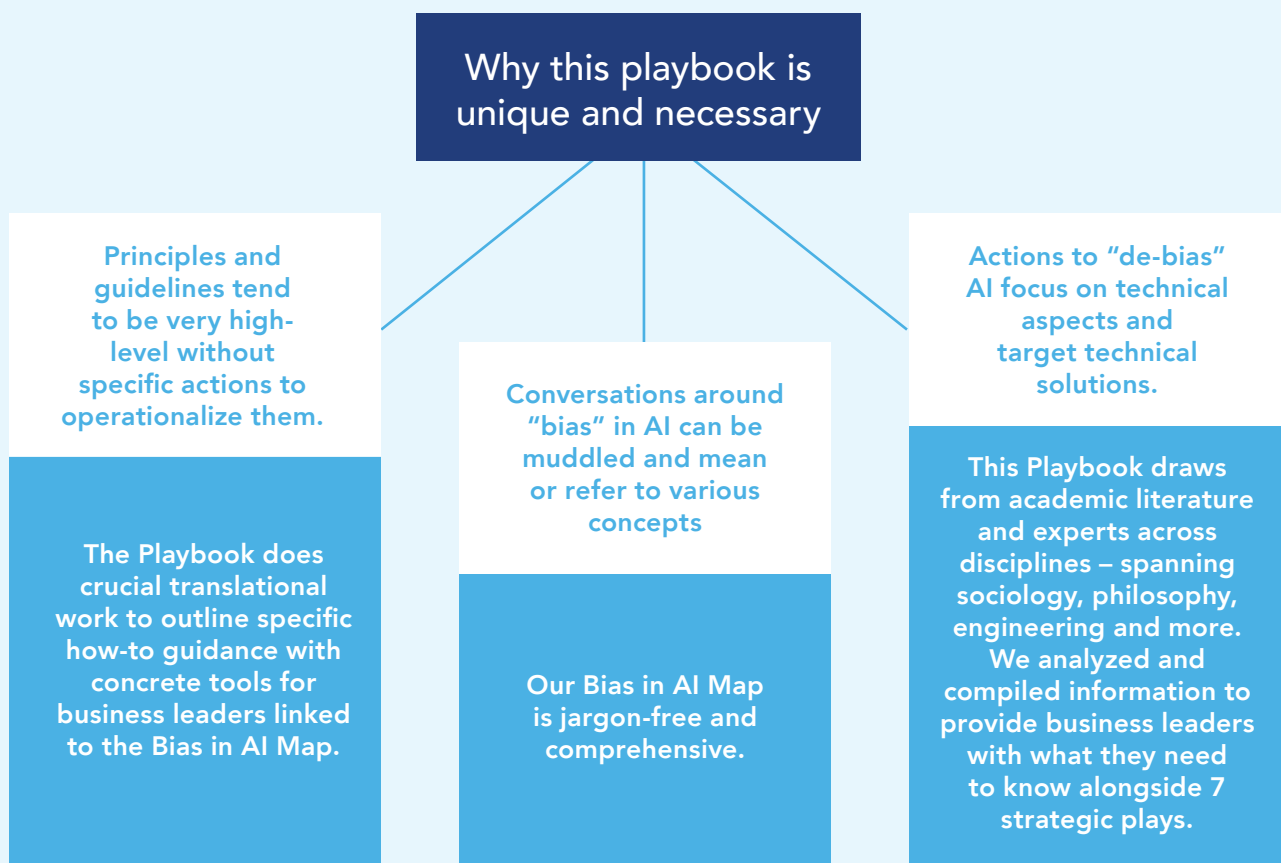 Why this playbook is
unique and necessary
Principles and
guidelines tend
to be very high-
level without
specific actions to
operationalize them.
The Playbook does
crucial translational
work to outline specific
how-to guidance with
concrete tools for
business leaders linked
to the Bias in AI Map.
Conversations around
“bias” in AI can be
muddled and mean
or refer to various
concepts
Our Bias in AI Map
is jargon-free and
comprehensive.
Actions to “de-bias”
AI focus on technical
aspects and
target technical
solutions.
This Playbook draws
from academic literature
and experts across
disciplines – spanning
sociology, philosophy,
engineering and more.
We analyzed and
compiled information to
provide business leaders
with what they need
to know alongside 7
strategic plays.